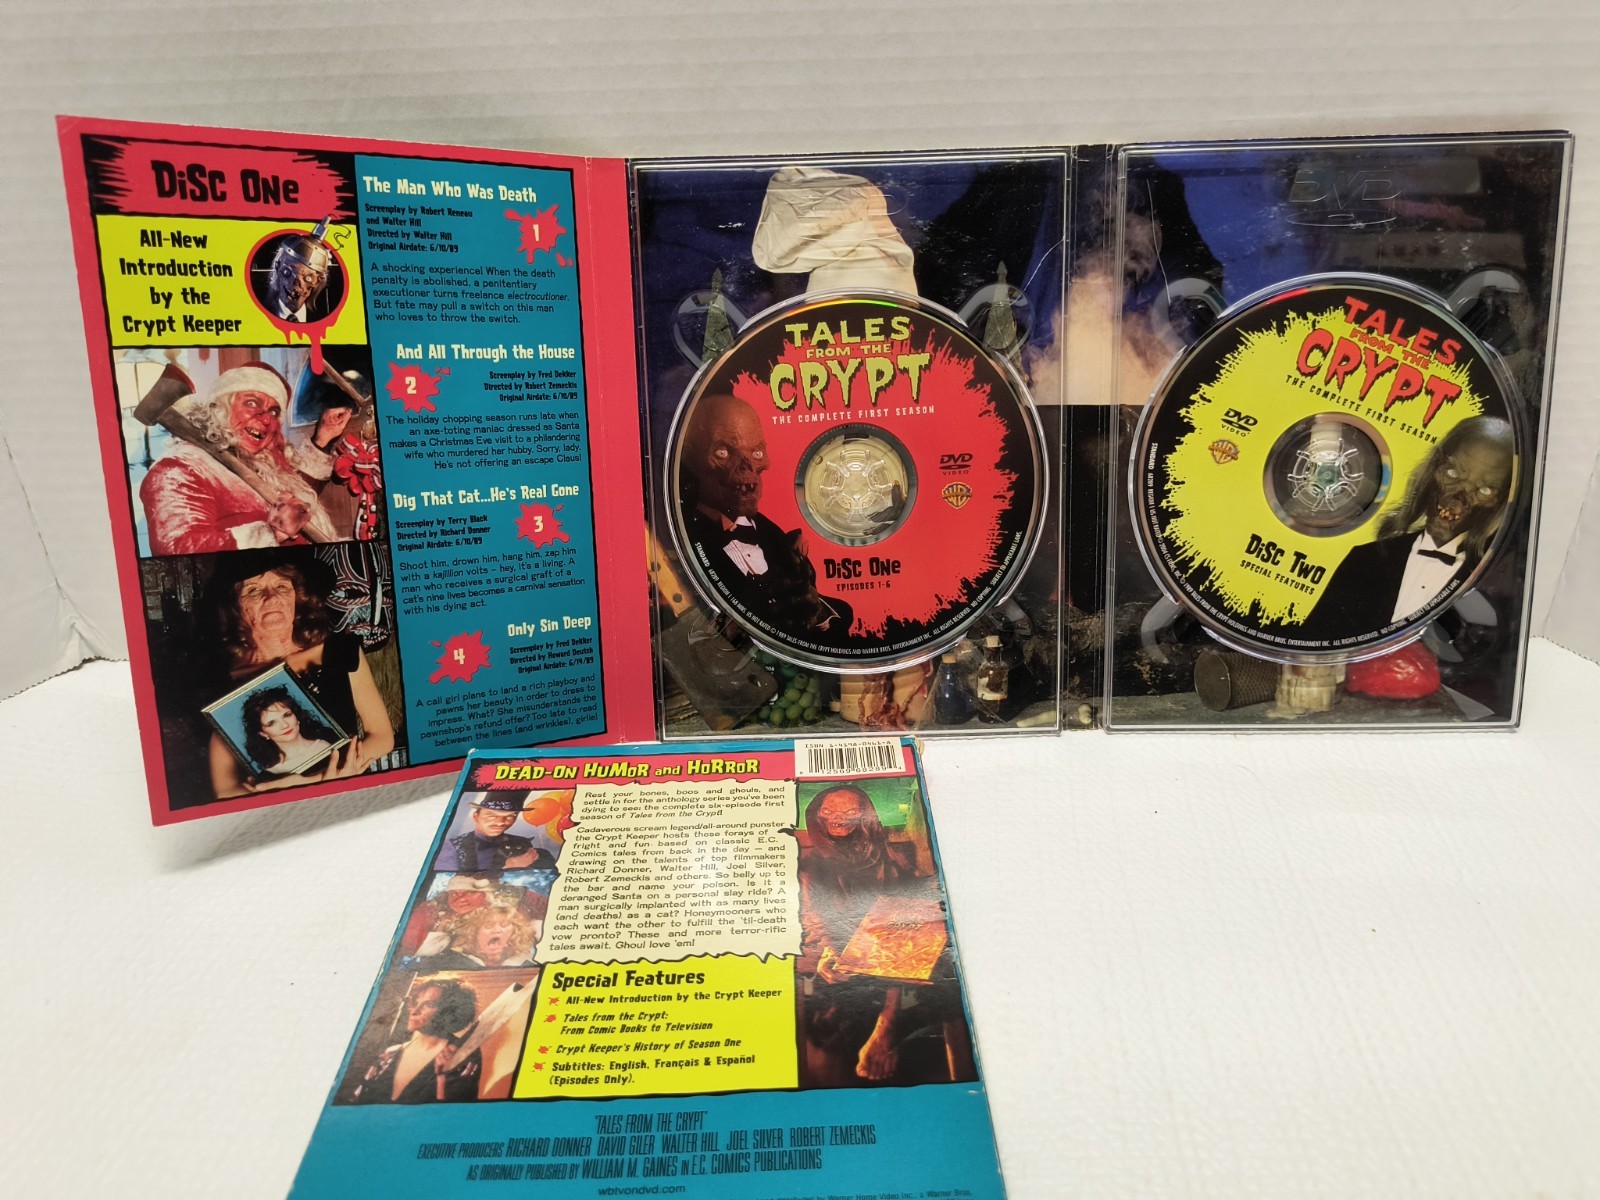 DiSC ONe
All-New
Introduction
by the
Crypt Keeper
The Man Who Was Death
Screenplay by Robert Reneau
and Walter Hill
Directed by Walter Hill
Original Airdate: 6/10/89
1
A shocking experience! When the death
penalty is abolished, a penitentiary
executioner turns freelance electrocutioner.
But fate may pull a switch on this man
who loves to throw the switch.
And All Through the House
2
Screenplay by Fred Dekker
Directed by Robert Zemeckis
Original Airdate: 6/10/89
The holiday chopping season runs late when
an axe-toting maniac dressed as Santa
makes a Christmas Eve visit to a philandering
wife who murdered her hubby. Sorry, lady.
He's not offering an escape Claus!
Dig That Cat...He's Real Gone
Screenplay by Terry Black
Directed by Richard Donner
Original Airdate: 6/10/89
3
Shoot him, drown him, hang him, zap him
with a kajillion volts – hey, it's a living. A
man who receives a surgical graft of a
cat's nine lives becomes a carnival sensation
with his dying act.
Only Sin Deep
4
Screenplay by Fred Dekker
Directed by Howard Deutch
Original Airdate: 6/14/89
A call girl plans to land a rich playboy and
pawns her beauty in order to dress to
impress. What? She misunderstands the
pawnshop's refund offer? Too late to read
between the lines (and wrinkles), girlie!
TALES
FROM THE
CRYPT
THE COMPLETE FIRST SEASON
DVD
VIDEO
WB
DiSC ONe
EPISODES 1-6
DVD
TALES
FROM THE
CRYPT
THE COMPLETE FIRST SEASON
DVD
VIDEO
WB
DiSC TWO
SPECIAL FEATURES
DEAD-ON HUMOR and HORROR
ISBN 1-4198-0461-8
Rest your bones, boos and ghouls, and
settle in for the anthology series you've been
dying to see: the complete six-episode first
season of Tales from the Crypt!
Cadaverous scream legend/all-around punster
the Crypt Keeper hosts these forays of
fright and fun based on classic E.C.
Comics tales from back in the day – and
drawing on the talents of top filmmakers
Richard Donner, Walter Hill, Joel Silver,
Robert Zemeckis and others. So belly up to
the bar and name your poison. Is it a
deranged Santa on a personal slay ride? A
man surgically implanted with as many lives
(and deaths) as a cat? Honeymooners who
each want the other to fulfill the 'til-death
vow pronto? These and more terror-rific
tales await. Ghoul love 'em!
Special Features
All-New Introduction by the Crypt Keeper
Tales from the Crypt:
From Comic Books to Television
Crypt Keeper's History of Season One
Subtitles: English, Français & Español
(Episodes Only).
"TALES FROM THE CRYPT"
EXECUTIVE PRODUCERS RICHARD DONNER DAVID GILER WALTER HILL JOEL SILVER ROBERT ZEMECKIS
AS ORIGINALLY PUBLISHED BY WILLIAM M. GAINES IN E.C. COMICS PUBLICATIONS
wbtvondvd.com
by Warner Home Video Inc., a Warner Bros.